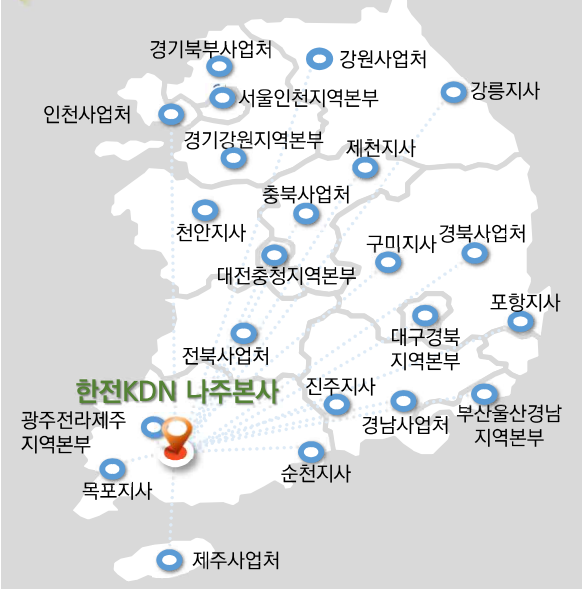 경기북부사업처
강원사업처
서울인천지역본부
강릉지사
인천사업처
경기강원지역본부
제천지사
충북사업처
천안지사
구미지사
경북사업처
대전충청지역본부
포항지사
대구경북
지역본부
전북사업처
한전KDN 나주본사
진주지사
경남사업처
부산울산경남
지역본부
광주전라제주
지역본부
순천지사
목포지사
제주사업처